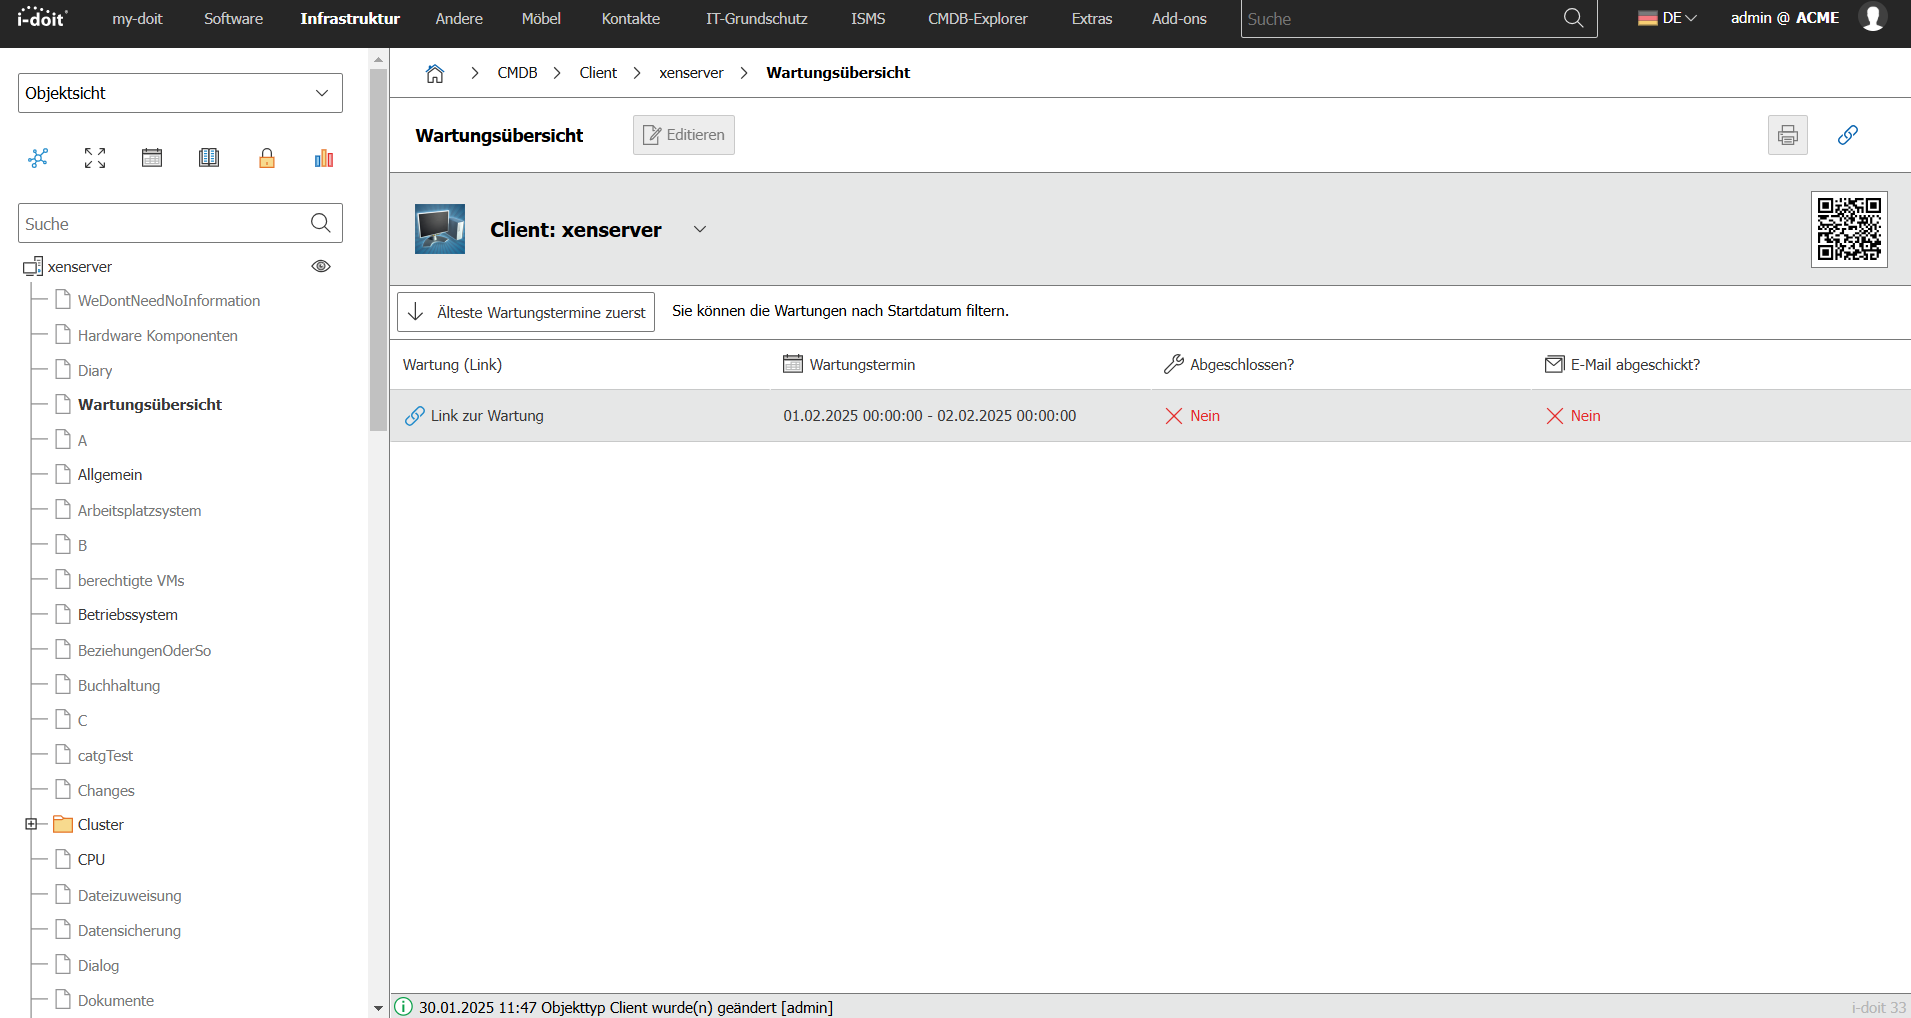 i-doit my-doit Software Infrastruktur Andere Möbel Kontakte IT-Grundschutz ISMS CMDB-Explorer Extras Add-ons Suche DE admin @ ACME
Objektsicht
Suche
xenserver
WeDontNeedNoInformation
Hardware Komponenten
Diary
Wartungsübersicht
A
Allgemein
Arbeitsplatzsystem
B
berechtigte VMs
Betriebssystem
BeziehungenOderSo
Buchhaltung
C
catgTest
Changes
Cluster
CPU
Dateizuweisung
Datensicherung
Dialog
Dokumente
CMDB > Client > xenserver > Wartungsübersicht
Wartungsübersicht Editieren
Client: xenserver
Älteste Wartungstermine zuerst Sie können die Wartungen nach Startdatum filtern.
Wartung (Link) Wartungstermin Abgeschlossen? E-Mail abgeschickt?
Link zur Wartung 01.02.2025 00:00:00 - 02.02.2025 00:00:00 Nein Nein
30.01.2025 11:47 Objekttyp Client wurde(n) geändert [admin] i-doit 33